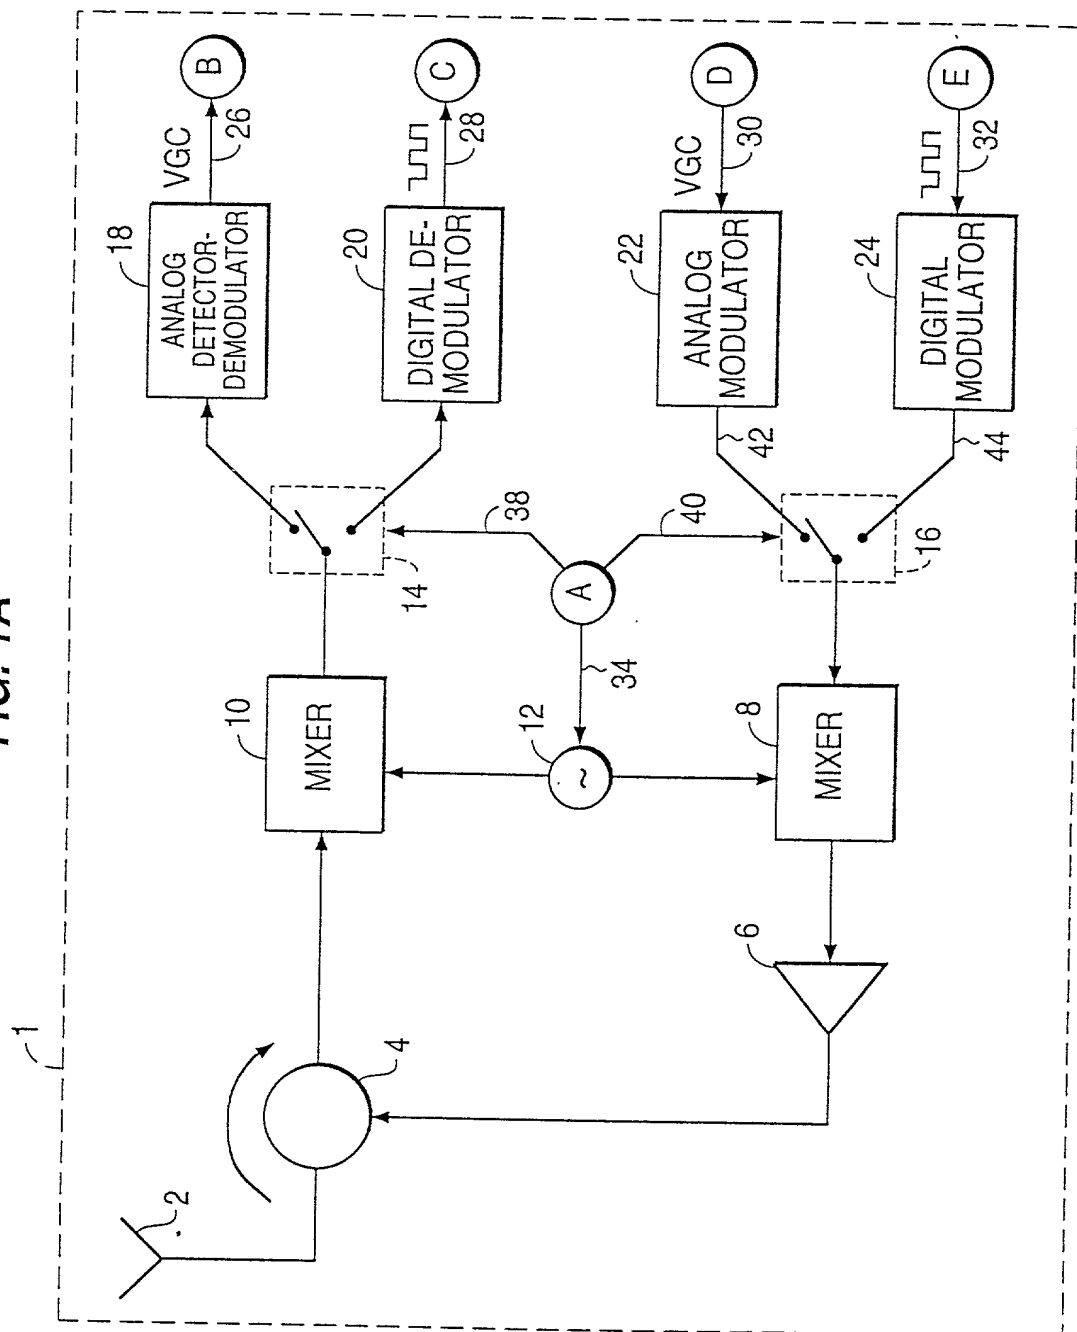 FIG. 1A
1
2
4
6
10
MIXER
12
~
8
MIXER
34
A
38
40
14
16
18
ANALOG
DETECTOR-
DEMODULATOR
20
DIGITAL DE-
MODULATOR
22
ANALOG
MODULATOR
42
24
DIGITAL
MODULATOR
44
VGC
26
B
28
C
VGC
30
D
32
E